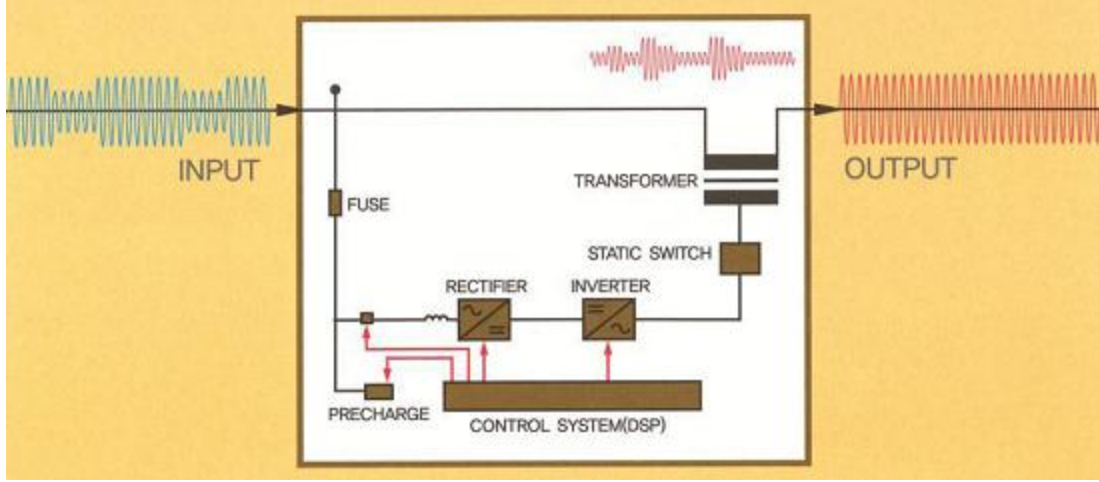 INPUT
OUTPUT
TRANSFORMER
FUSE
STATIC SWITCH
RECTIFIER
INVERTER
PRECHARGE
CONTROL SYSTEM(DSP)